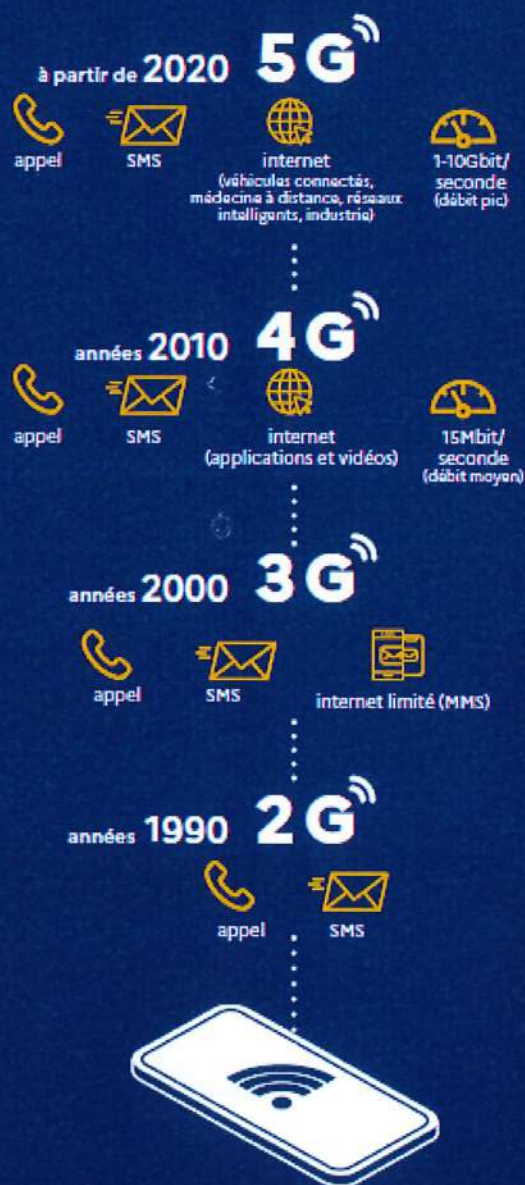 à partir de 2020 5G
appel
SMS
internet
(véhicules connectés,
médecine à distance, réseaux
intelligents, industrie)
1-10Gbit/
seconde
(débit pic)
années 2010 4G
appel
SMS
internet
(applications et vidéos)
15Mbit/
seconde
(débit moyen)
années 2000 3G
appel
SMS
internet limité (MMS)
années 1990 2G
appel
SMS